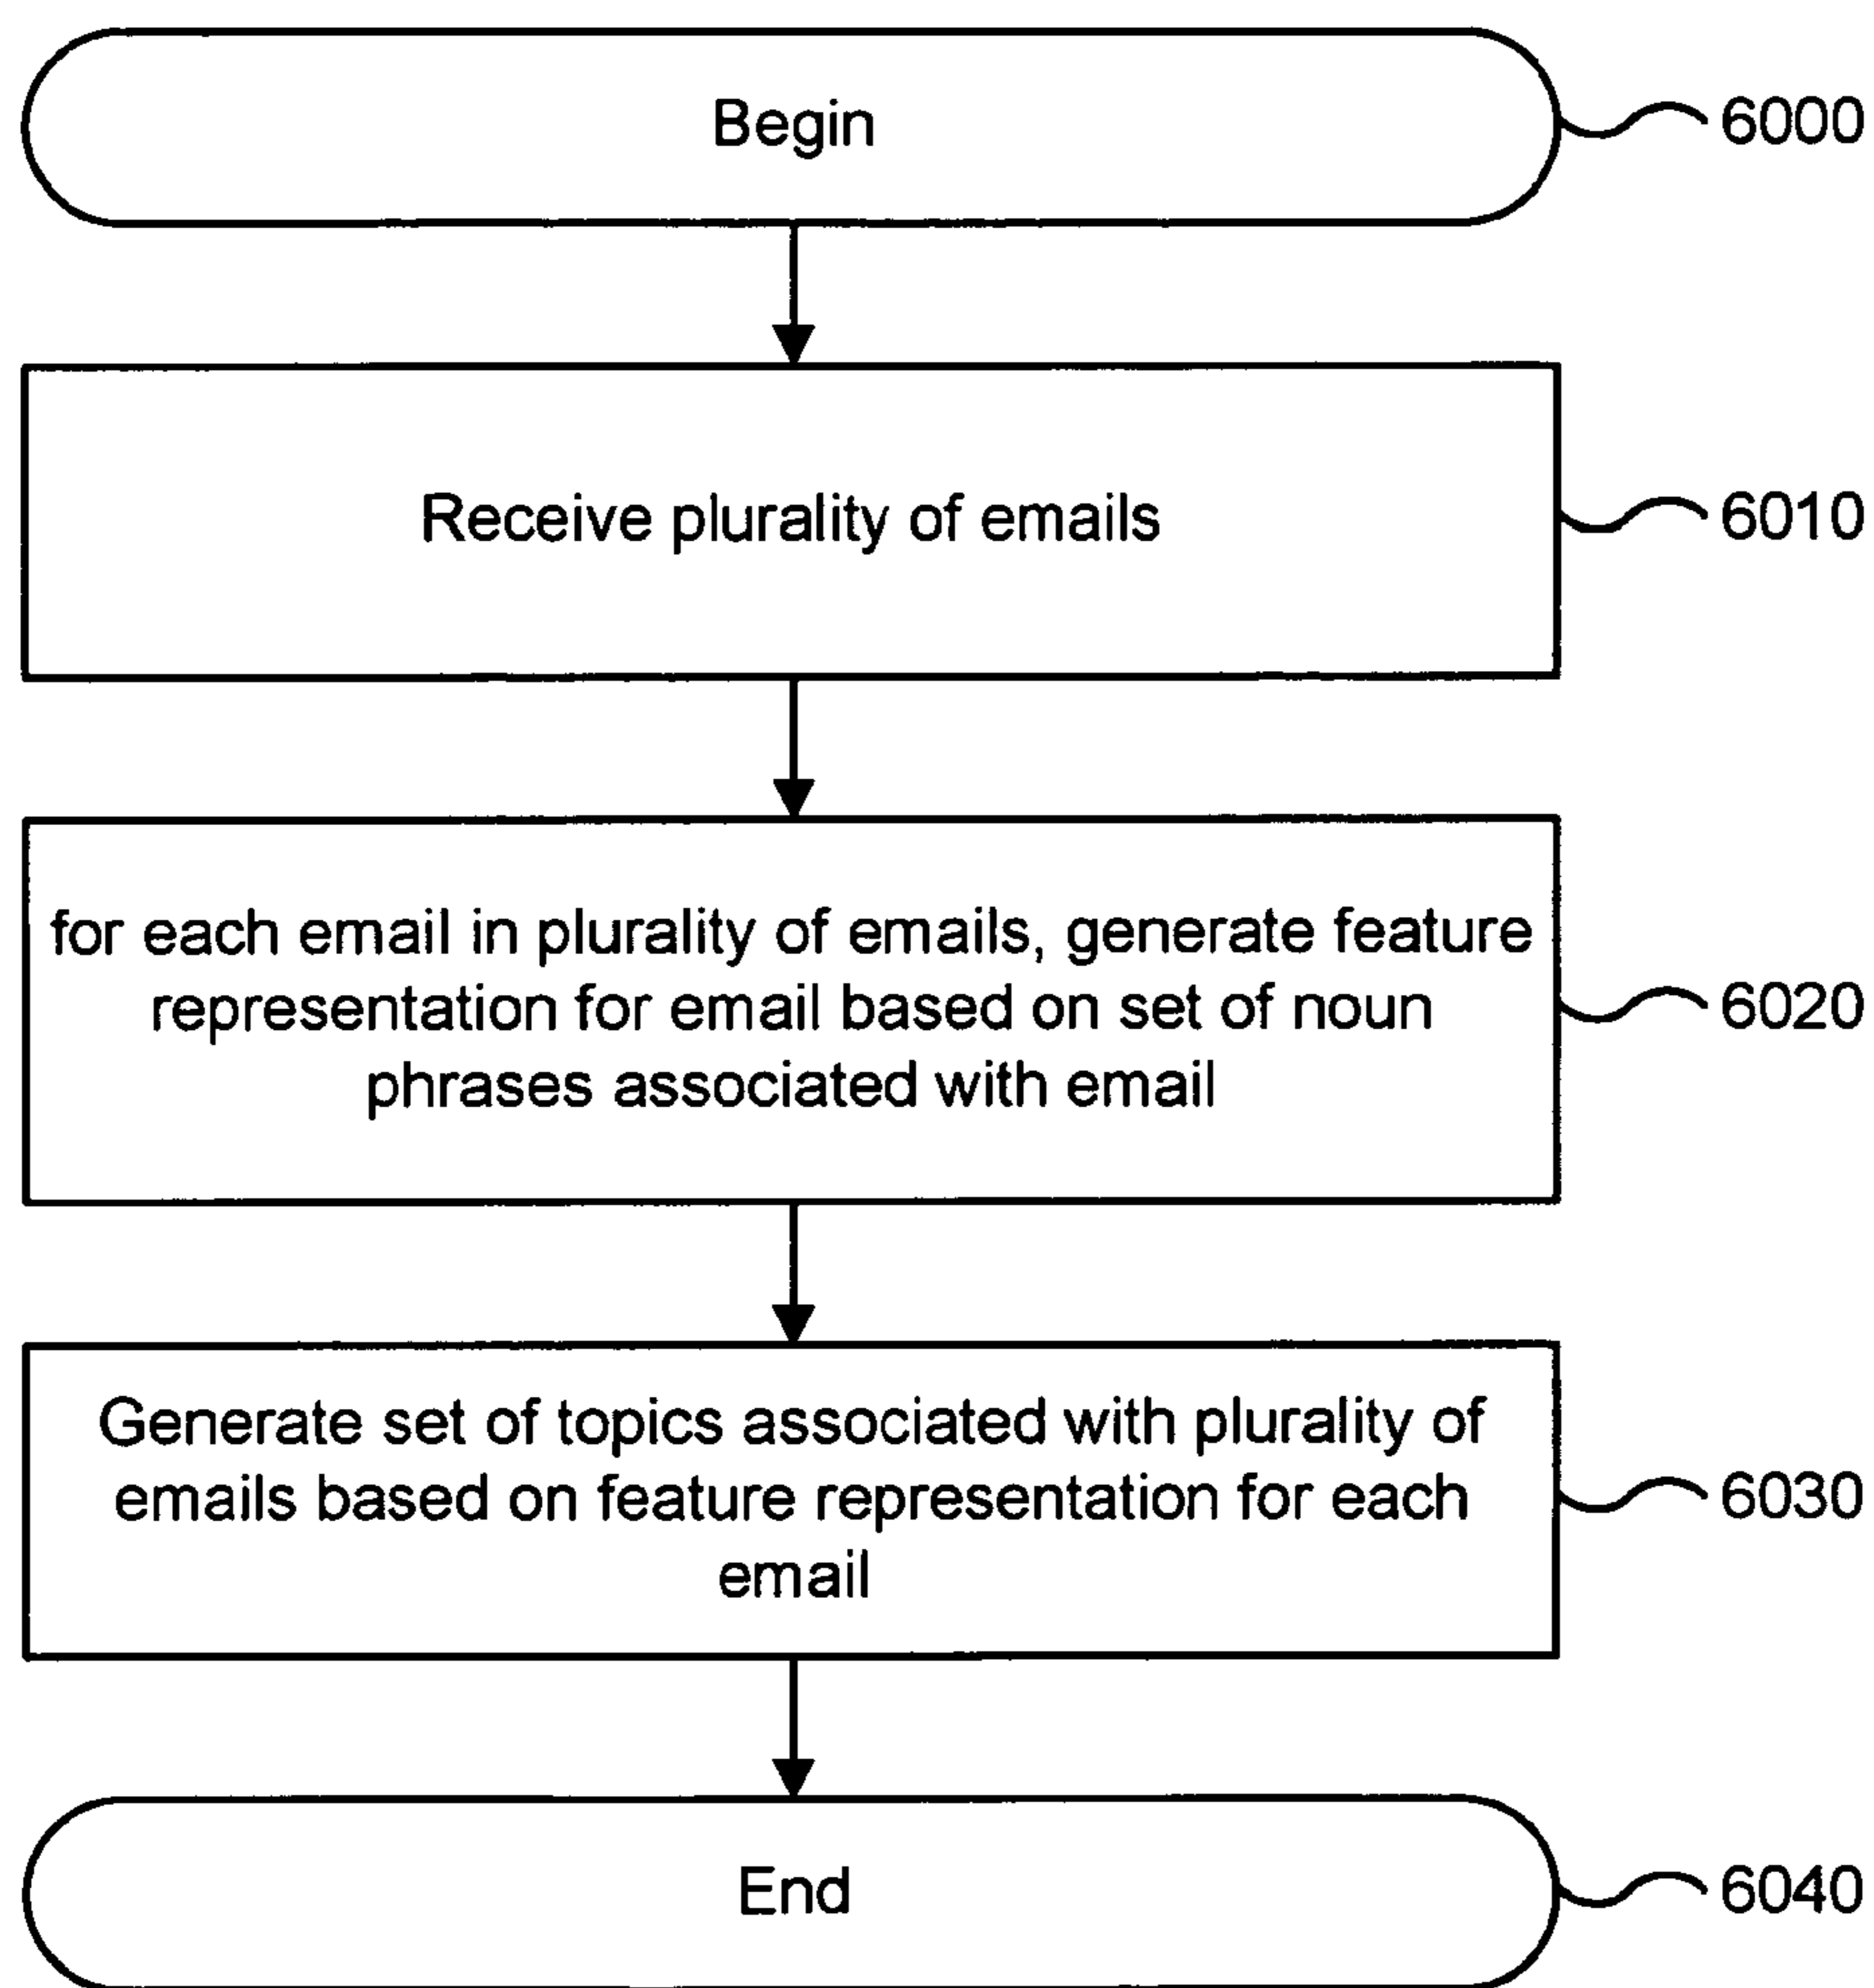 Begin
6000
Receive plurality of emails
6010
for each email in plurality of emails, generate feature
representation for email based on set of noun
phrases associated with email
6020
Generate set of topics associated with plurality of
emails based on feature representation for each
email
6030
End
6040